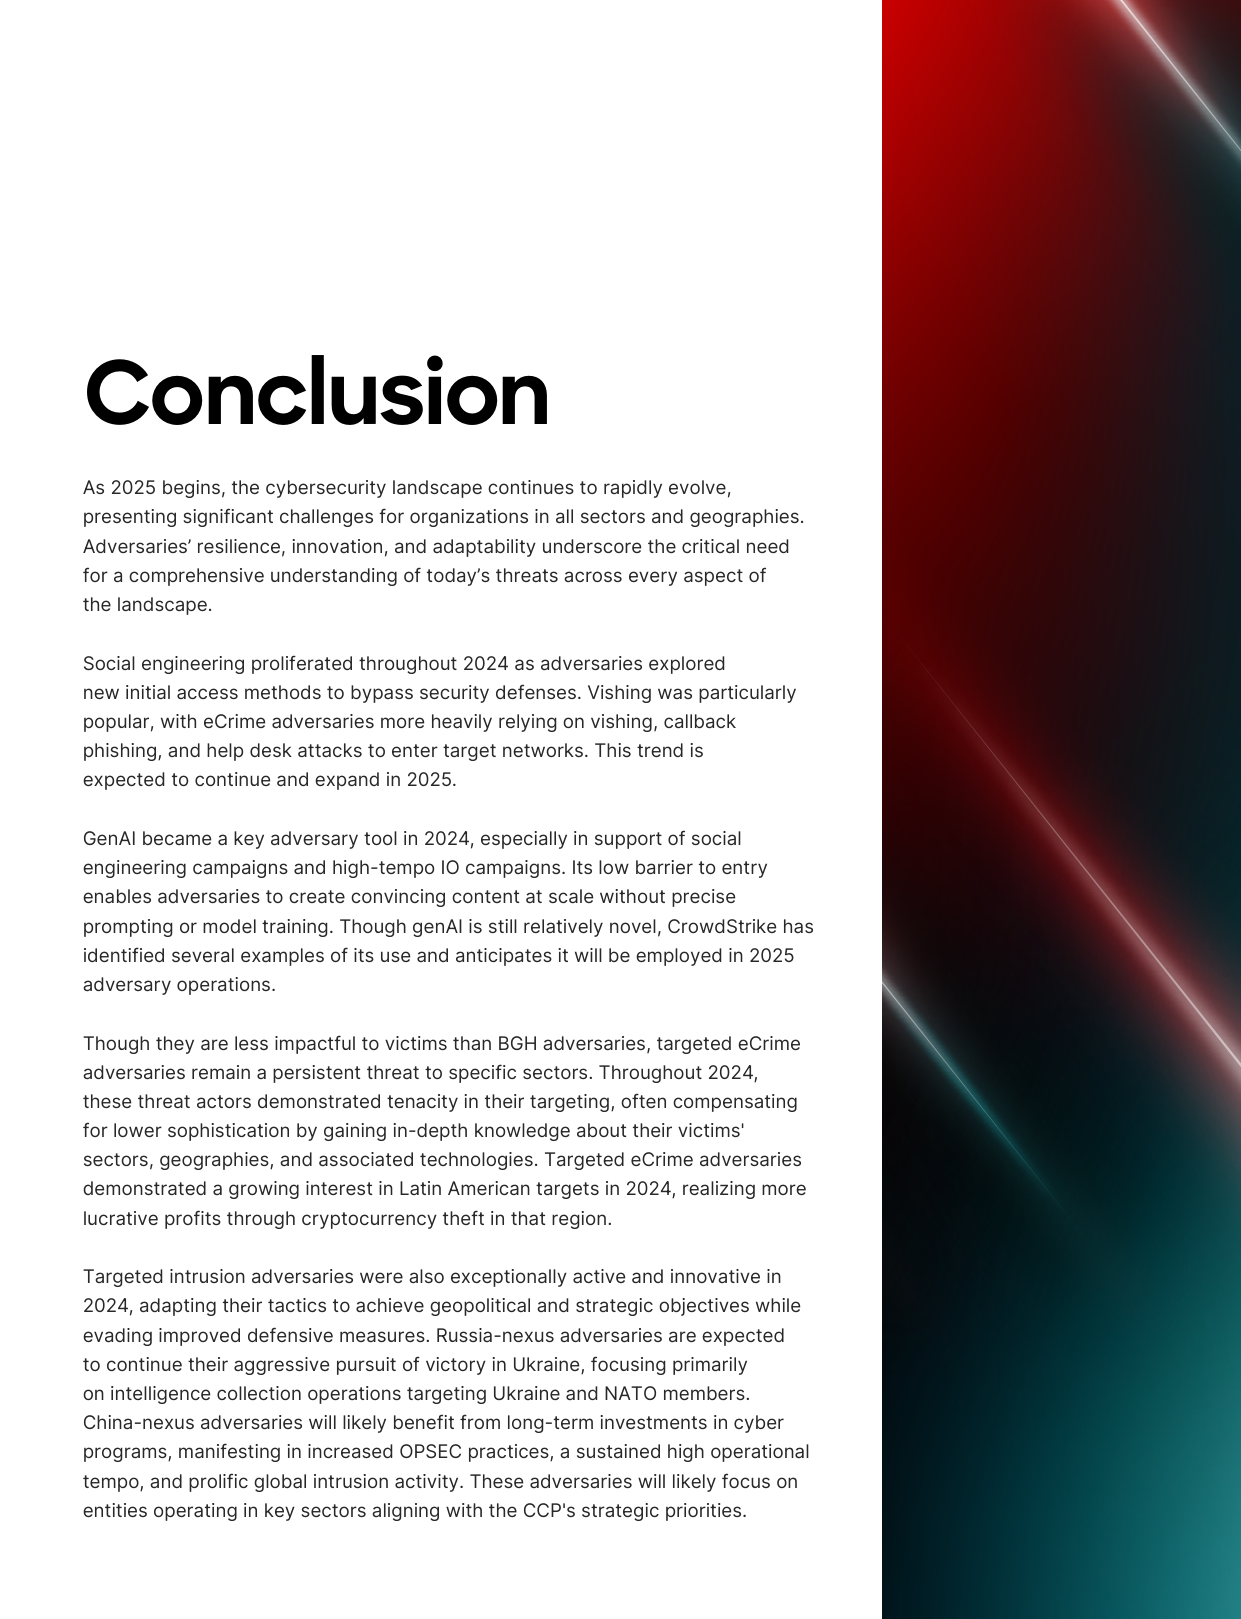 Conclusion
As 2025 begins, the cybersecurity landscape continues to rapidly evolve,
presenting significant challenges for organizations in all sectors and geographies.
Adversaries’ resilience, innovation, and adaptability underscore the critical need
for a comprehensive understanding of today’s threats across every aspect of
the landscape.
Social engineering proliferated throughout 2024 as adversaries explored
new initial access methods to bypass security defenses. Vishing was particularly
popular, with eCrime adversaries more heavily relying on vishing, callback
phishing, and help desk attacks to enter target networks. This trend is
expected to continue and expand in 2025.
GenAI became a key adversary tool in 2024, especially in support of social
engineering campaigns and high-tempo IO campaigns. Its low barrier to entry
enables adversaries to create convincing content at scale without precise
prompting or model training. Though genAI is still relatively novel, CrowdStrike has
identified several examples of its use and anticipates it will be employed in 2025
adversary operations.
Though they are less impactful to victims than BGH adversaries, targeted eCrime
adversaries remain a persistent threat to specific sectors. Throughout 2024,
these threat actors demonstrated tenacity in their targeting, often compensating
for lower sophistication by gaining in-depth knowledge about their victims'
sectors, geographies, and associated technologies. Targeted eCrime adversaries
demonstrated a growing interest in Latin American targets in 2024, realizing more
lucrative profits through cryptocurrency theft in that region.
Targeted intrusion adversaries were also exceptionally active and innovative in
2024, adapting their tactics to achieve geopolitical and strategic objectives while
evading improved defensive measures. Russia-nexus adversaries are expected
to continue their aggressive pursuit of victory in Ukraine, focusing primarily
on intelligence collection operations targeting Ukraine and NATO members.
China-nexus adversaries will likely benefit from long-term investments in cyber
programs, manifesting in increased OPSEC practices, a sustained high operational
tempo, and prolific global intrusion activity. These adversaries will likely focus on
entities operating in key sectors aligning with the CCP's strategic priorities.